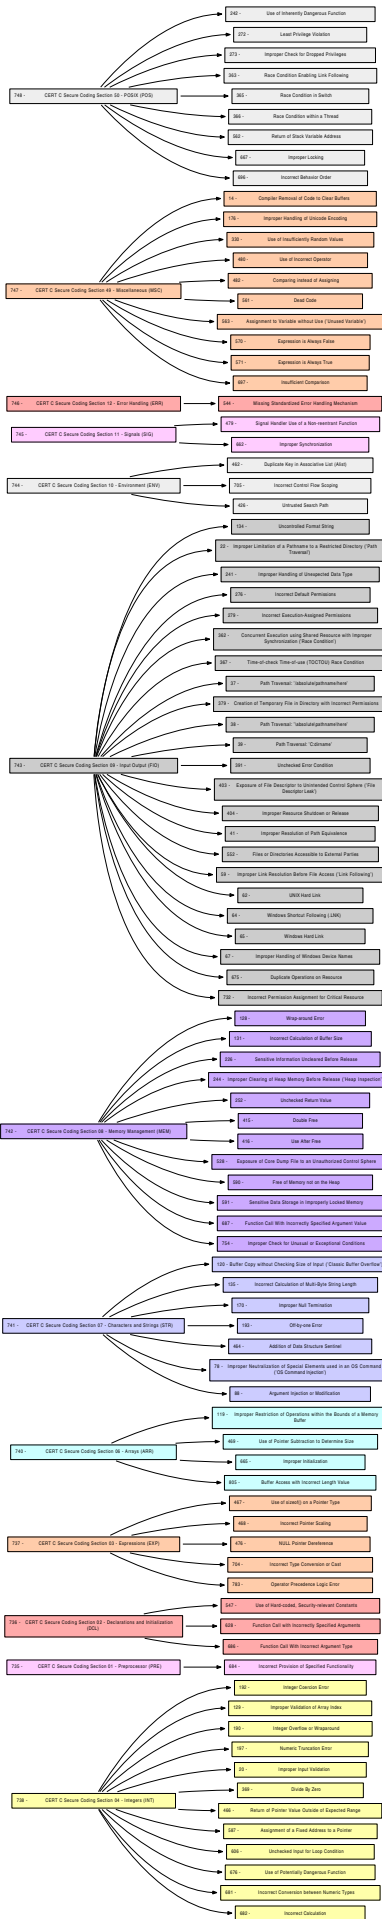 242 - Use of Inherently Dangerous Function
272 - Least Privilege Violation
273 - Improper Check for Dropped Privileges
363 - Race Condition Enabling Link Following
748 - CERT C Secure Coding Section 50 - POSIX (POS)
365 - Race Condition in Switch
366 - Race Condition within a Thread
562 - Return of Stack Variable Address
667 - Improper Locking
696 - Incorrect Behavior Order
14 - Compiler Removal of Code to Clear Buffers
176 - Improper Handling of Unicode Encoding
330 - Use of Insufficiently Random Values
480 - Use of Incorrect Operator
747 - CERT C Secure Coding Section 49 - Miscellaneous (MSC)
482 - Comparing instead of Assigning
561 - Dead Code
563 - Assignment to Variable without Use ('Unused Variable')
570 - Expression is Always False
571 - Expression is Always True
697 - Insufficient Comparison
746 - CERT C Secure Coding Section 12 - Error Handling (ERR)
544 - Missing Standardized Error Handling Mechanism
745 - CERT C Secure Coding Section 11 - Signals (SIG)
479 - Signal Handler Use of a Non-reentrant Function
662 - Improper Synchronization
462 - Duplicate Key in Associative List (Alist)
744 - CERT C Secure Coding Section 10 - Environment (ENV)
705 - Incorrect Control Flow Scoping
426 - Untrusted Search Path
134 - Uncontrolled Format String
22 - Improper Limitation of a Pathname to a Restricted Directory ('Path
Traversal')
241 - Improper Handling of Unexpected Data Type
276 - Incorrect Default Permissions
279 - Incorrect Execution-Assigned Permissions
362 - Concurrent Execution using Shared Resource with Improper
Synchronization ('Race Condition')
367 - Time-of-check Time-of-use (TOCTOU) Race Condition
37 - Path Traversal: '/absolute/pathname/here'
379 - Creation of Temporary File in Directory with Incorrect Permissions
38 - Path Traversal: '\absolute\pathname\here'
39 - Path Traversal: 'C:dirname'
743 - CERT C Secure Coding Section 09 - Input Output (FIO)
391 - Unchecked Error Condition
403 - Exposure of File Descriptor to Unintended Control Sphere ('File
Descriptor Leak')
404 - Improper Resource Shutdown or Release
41 - Improper Resolution of Path Equivalence
552 - Files or Directories Accessible to External Parties
59 - Improper Link Resolution Before File Access ('Link Following')
62 - UNIX Hard Link
64 - Windows Shortcut Following (.LNK)
65 - Windows Hard Link
67 - Improper Handling of Windows Device Names
675 - Duplicate Operations on Resource
732 - Incorrect Permission Assignment for Critical Resource
128 - Wrap-around Error
131 - Incorrect Calculation of Buffer Size
226 - Sensitive Information Uncleared Before Release
244 - Improper Clearing of Heap Memory Before Release ('Heap Inspection')
252 - Unchecked Return Value
415 - Double Free
742 - CERT C Secure Coding Section 08 - Memory Management (MEM)
416 - Use After Free
528 - Exposure of Core Dump File to an Unauthorized Control Sphere
590 - Free of Memory not on the Heap
591 - Sensitive Data Storage in Improperly Locked Memory
687 - Function Call With Incorrectly Specified Argument Value
754 - Improper Check for Unusual or Exceptional Conditions
120 - Buffer Copy without Checking Size of Input ('Classic Buffer Overflow')
135 - Incorrect Calculation of Multi-Byte String Length
170 - Improper Null Termination
741 - CERT C Secure Coding Section 07 - Characters and Strings (STR)
193 - Off-by-one Error
464 - Addition of Data Structure Sentinel
78 - Improper Neutralization of Special Elements used in an OS Command
('OS Command Injection')
88 - Argument Injection or Modification
119 - Improper Restriction of Operations within the Bounds of a Memory
Buffer
469 - Use of Pointer Subtraction to Determine Size
740 - CERT C Secure Coding Section 06 - Arrays (ARR)
665 - Improper Initialization
805 - Buffer Access with Incorrect Length Value
467 - Use of sizeof() on a Pointer Type
468 - Incorrect Pointer Scaling
737 - CERT C Secure Coding Section 03 - Expressions (EXP)
476 - NULL Pointer Dereference
704 - Incorrect Type Conversion or Cast
783 - Operator Precedence Logic Error
547 - Use of Hard-coded, Security-relevant Constants
736 - CERT C Secure Coding Section 02 - Declarations and Initialization
(DCL)
628 - Function Call with Incorrectly Specified Arguments
686 - Function Call With Incorrect Argument Type
735 - CERT C Secure Coding Section 01 - Preprocessor (PRE)
684 - Incorrect Provision of Specified Functionality
192 - Integer Coercion Error
129 - Improper Validation of Array Index
190 - Integer Overflow or Wraparound
197 - Numeric Truncation Error
20 - Improper Input Validation
369 - Divide By Zero
738 - CERT C Secure Coding Section 04 - Integers (INT)
466 - Return of Pointer Value Outside of Expected Range
587 - Assignment of a Fixed Address to a Pointer
606 - Unchecked Input for Loop Condition
676 - Use of Potentially Dangerous Function
681 - Incorrect Conversion between Numeric Types
682 - Incorrect Calculation